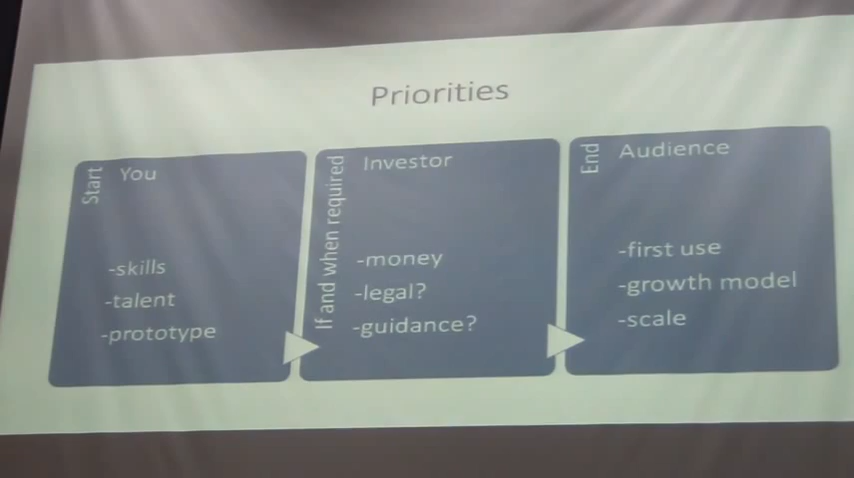 Priorities
Start
You
-skills
-talent
-prototype
If and when required
Investor
-money
-legal?
-guidance?
End
Audience
-first use
-growth model
-scale